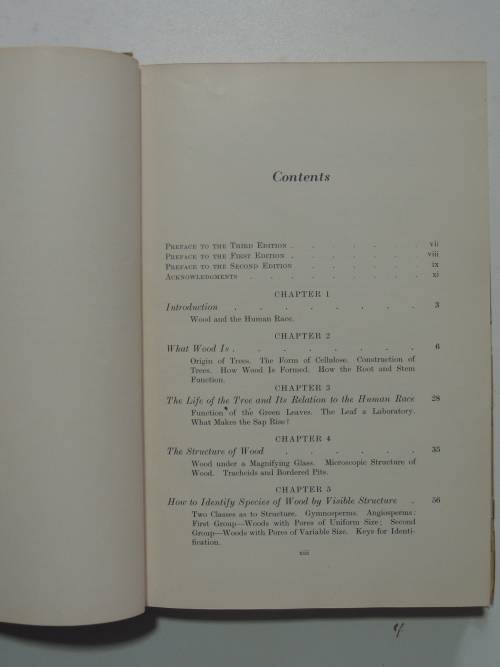 Contents
PREFACE TO THE THIRD EDITION . . . . . . vii
PREFACE TO THE FIRST EDITION . . . . . . viii
PREFACE TO THE SECOND EDITION . . . . . ix
ACKNOWLEDGMENTS . . . . . . . xi
CHAPTER 1
Introduction . . . . . . . . 3
Wood and the Human Race.
CHAPTER 2
What Wood Is . . . . . . . . 6
Origin of Trees. The Form of Cellulose. Construction of
Trees. How Wood Is Formed. How the Root and Stem
Function.
CHAPTER 3
The Life of the Tree and Its Relation to the Human Race 28
Function of the Green Leaves. The Leaf a Laboratory.
What Makes the Sap Rise?
CHAPTER 4
The Structure of Wood . . . . . . 35
Wood under a Magnifying Glass. Microscopic Structure of
Wood. Tracheids and Bordered Pits.
CHAPTER 5
How to Identify Species of Wood by Visible Structure . 56
Two Classes as to Structure. Gymnosperms. Angiosperms:
First Group—Woods with Pores of Uniform Size; Second
Group—Woods with Pores of Variable Size. Keys for Identi-
fication.
xiii